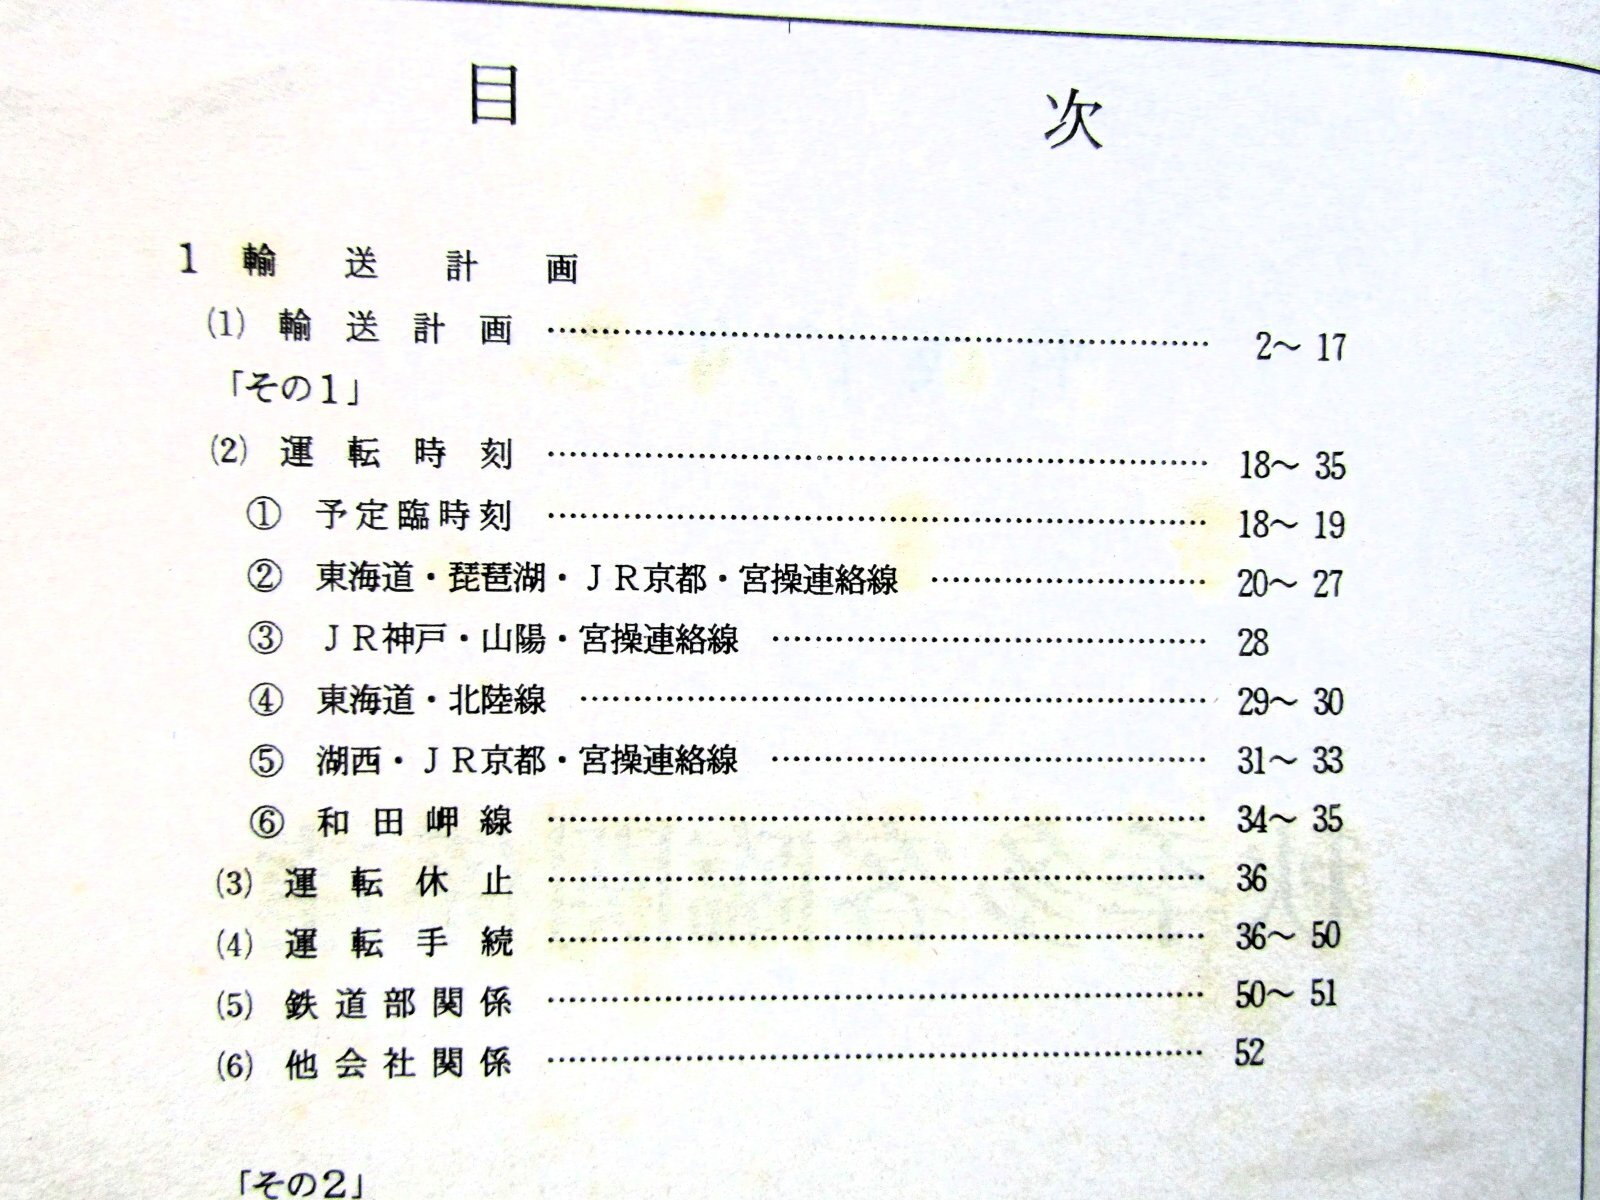 目 次
1 輸送計画
(1) 輸送計画 …………………… 2～17
「その1」
(2) 運転時刻 …………………… 18～35
① 予定臨時刻 …………………… 18～19
② 東海道・琵琶湖・ＪＲ京都・宮操連絡線 ………… 20～27
③ ＪＲ神戸・山陽・宮操連絡線 ……………… 28
④ 東海道・北陸線 …………………… 29～30
⑤ 湖西・ＪＲ京都・宮操連絡線 ……………… 31～33
⑥ 和田岬線 …………………… 34～35
(3) 運転休止 …………………… 36
(4) 運転手続 …………………… 36～50
(5) 鉄道部関係 …………………… 50～51
(6) 他会社関係 …………………… 52
「その2」